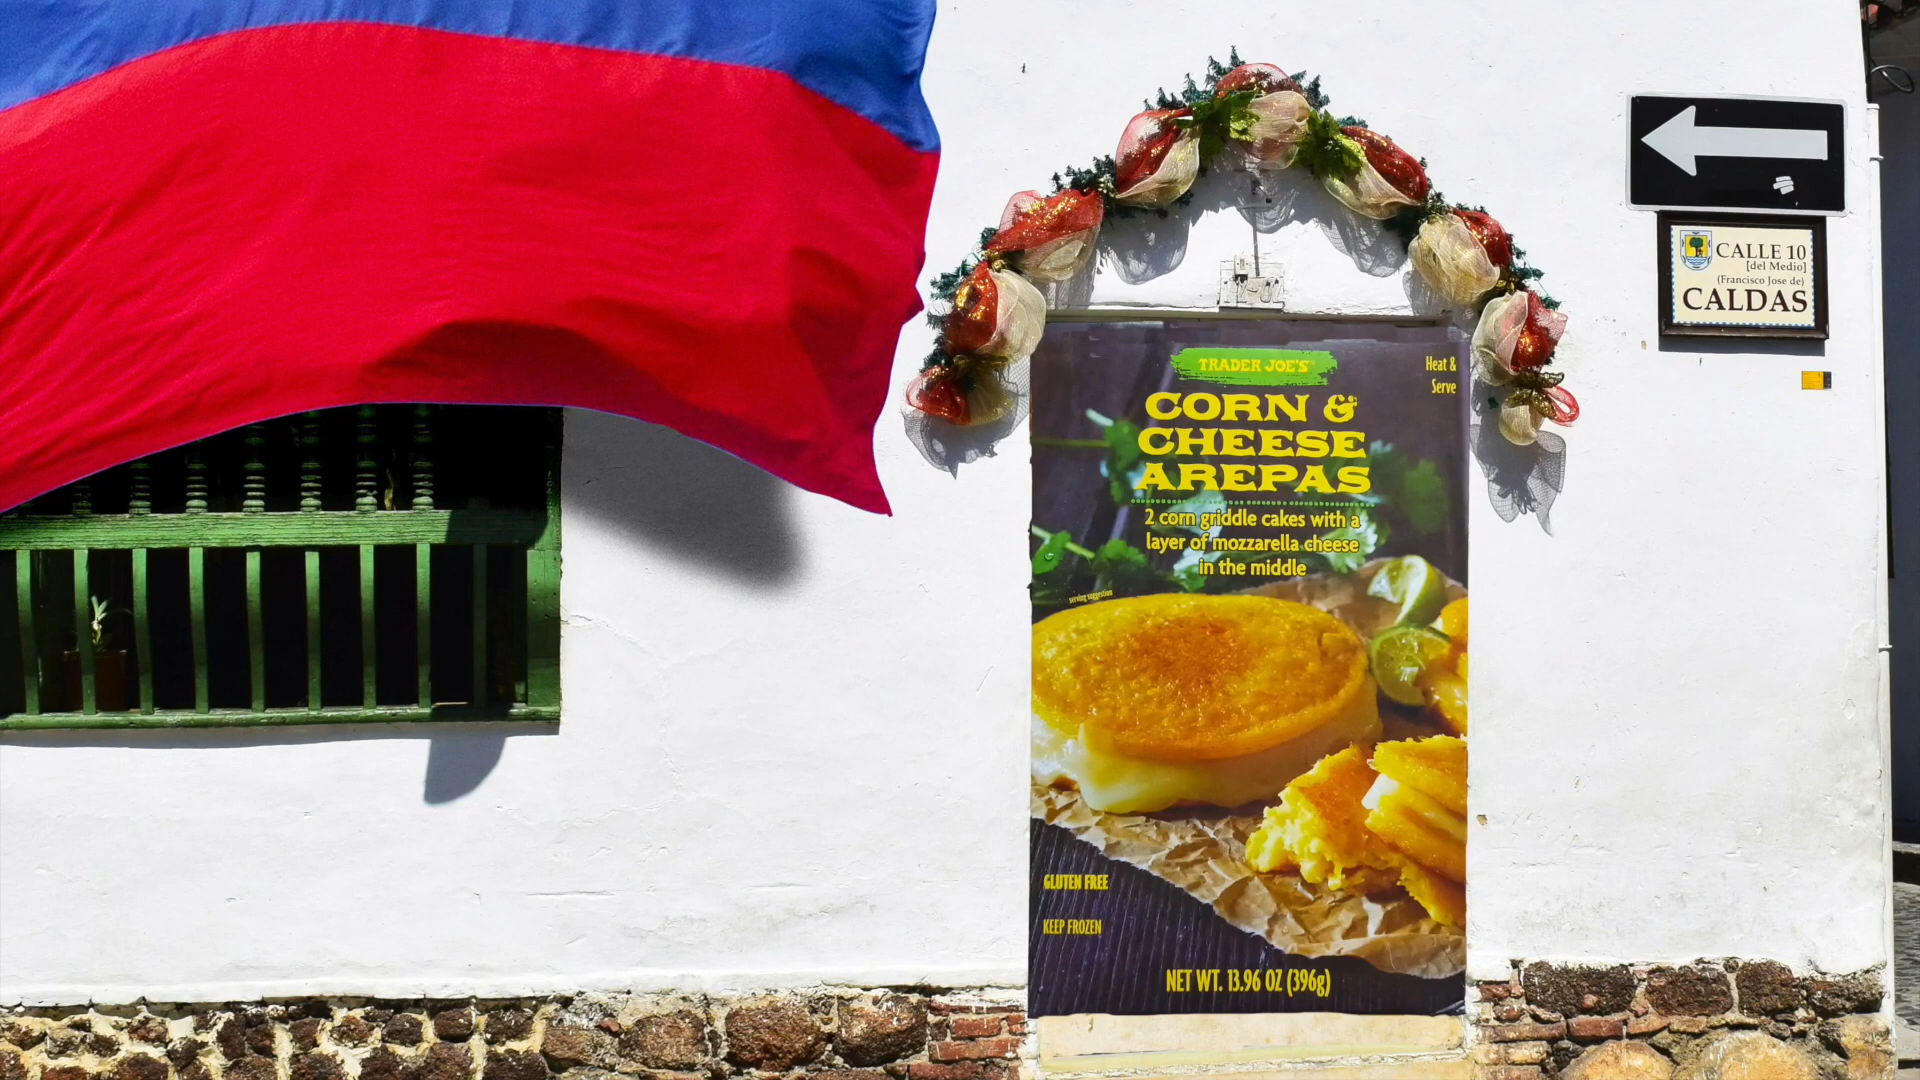 TRADER JOE'S
Heat &
Serve
CORN &
CHEESE
AREPAS
2 corn griddle cakes with a
layer of mozzarella cheese
in the middle
serving suggestion
GLUTEN FREE
KEEP FROZEN
NET WT. 13.96 OZ (396g)
CALLE 10
[del Medio]
(Francisco Jose de)
CALDAS